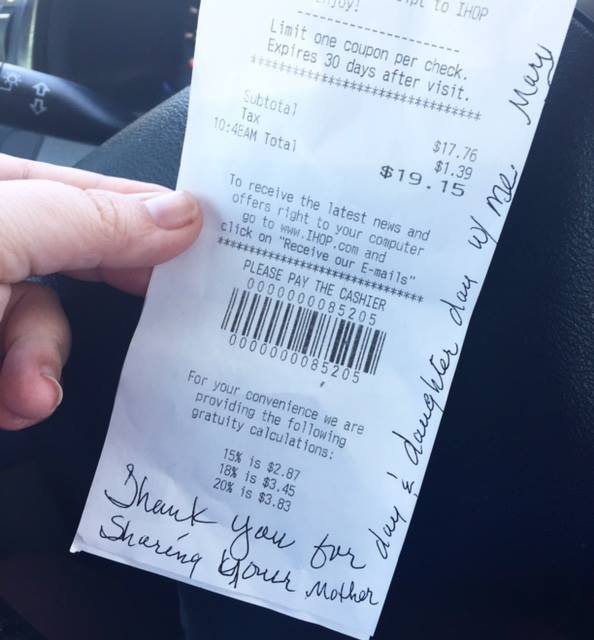 to IHOP
Enjoy!
--------------------
Limit one coupon per check.
Expires 30 days after visit.
******************************
Subtotal $17.76
Tax $1.39
10:48AM Total $19.15
To receive the latest news and
offers right to your computer
go to www.IHOP.com and
click on "Receive our E-mails"
******************************
PLEASE PAY THE CASHIER
0000000085205
0000000085205
For your convenience we are
providing the following
gratuity calculations:
15% is $2.87
18% is $3.45
20% is $3.83
Thank you for
Sharing your Mother
day & daughter day w/ me. Mary